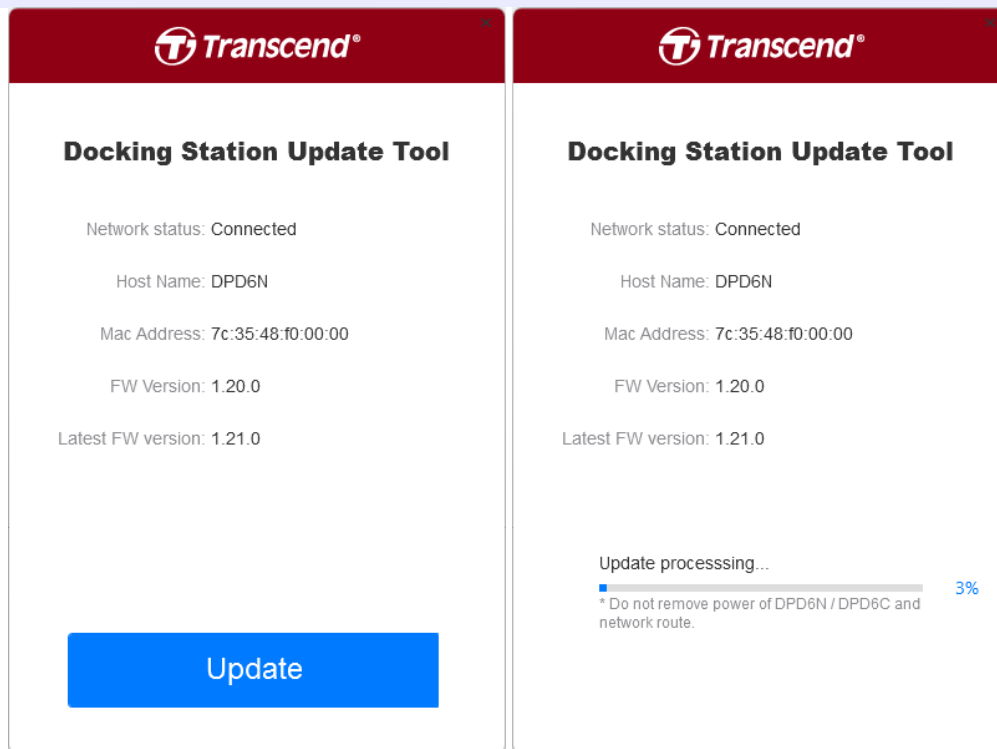 Transcend®
Docking Station Update Tool
Network status: Connected
Host Name: DPD6N
Mac Address: 7c:35:48:f0:00:00
FW Version: 1.20.0
Latest FW version: 1.21.0
Update
Transcend®
Docking Station Update Tool
Network status: Connected
Host Name: DPD6N
Mac Address: 7c:35:48:f0:00:00
FW Version: 1.20.0
Latest FW version: 1.21.0
Update processsing...
3%
* Do not remove power of DPD6N / DPD6C and
network route.